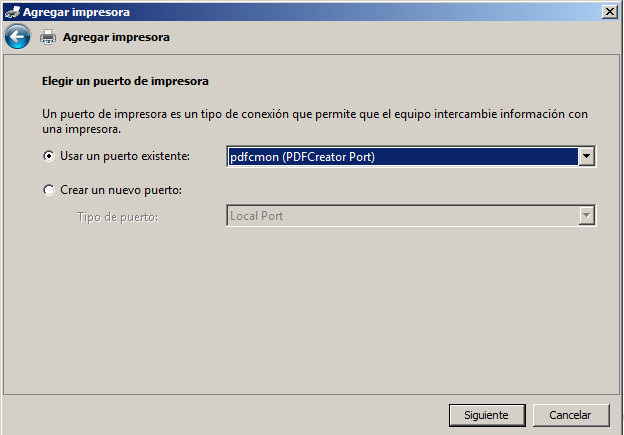 Agregar impresora
Agregar impresora
Elegir un puerto de impresora
Un puerto de impresora es un tipo de conexión que permite que el equipo intercambie información con
una impresora.
Usar un puerto existente: pdfcmon (PDFCreator Port)
Crear un nuevo puerto:
Tipo de puerto: Local Port
Siguiente Cancelar